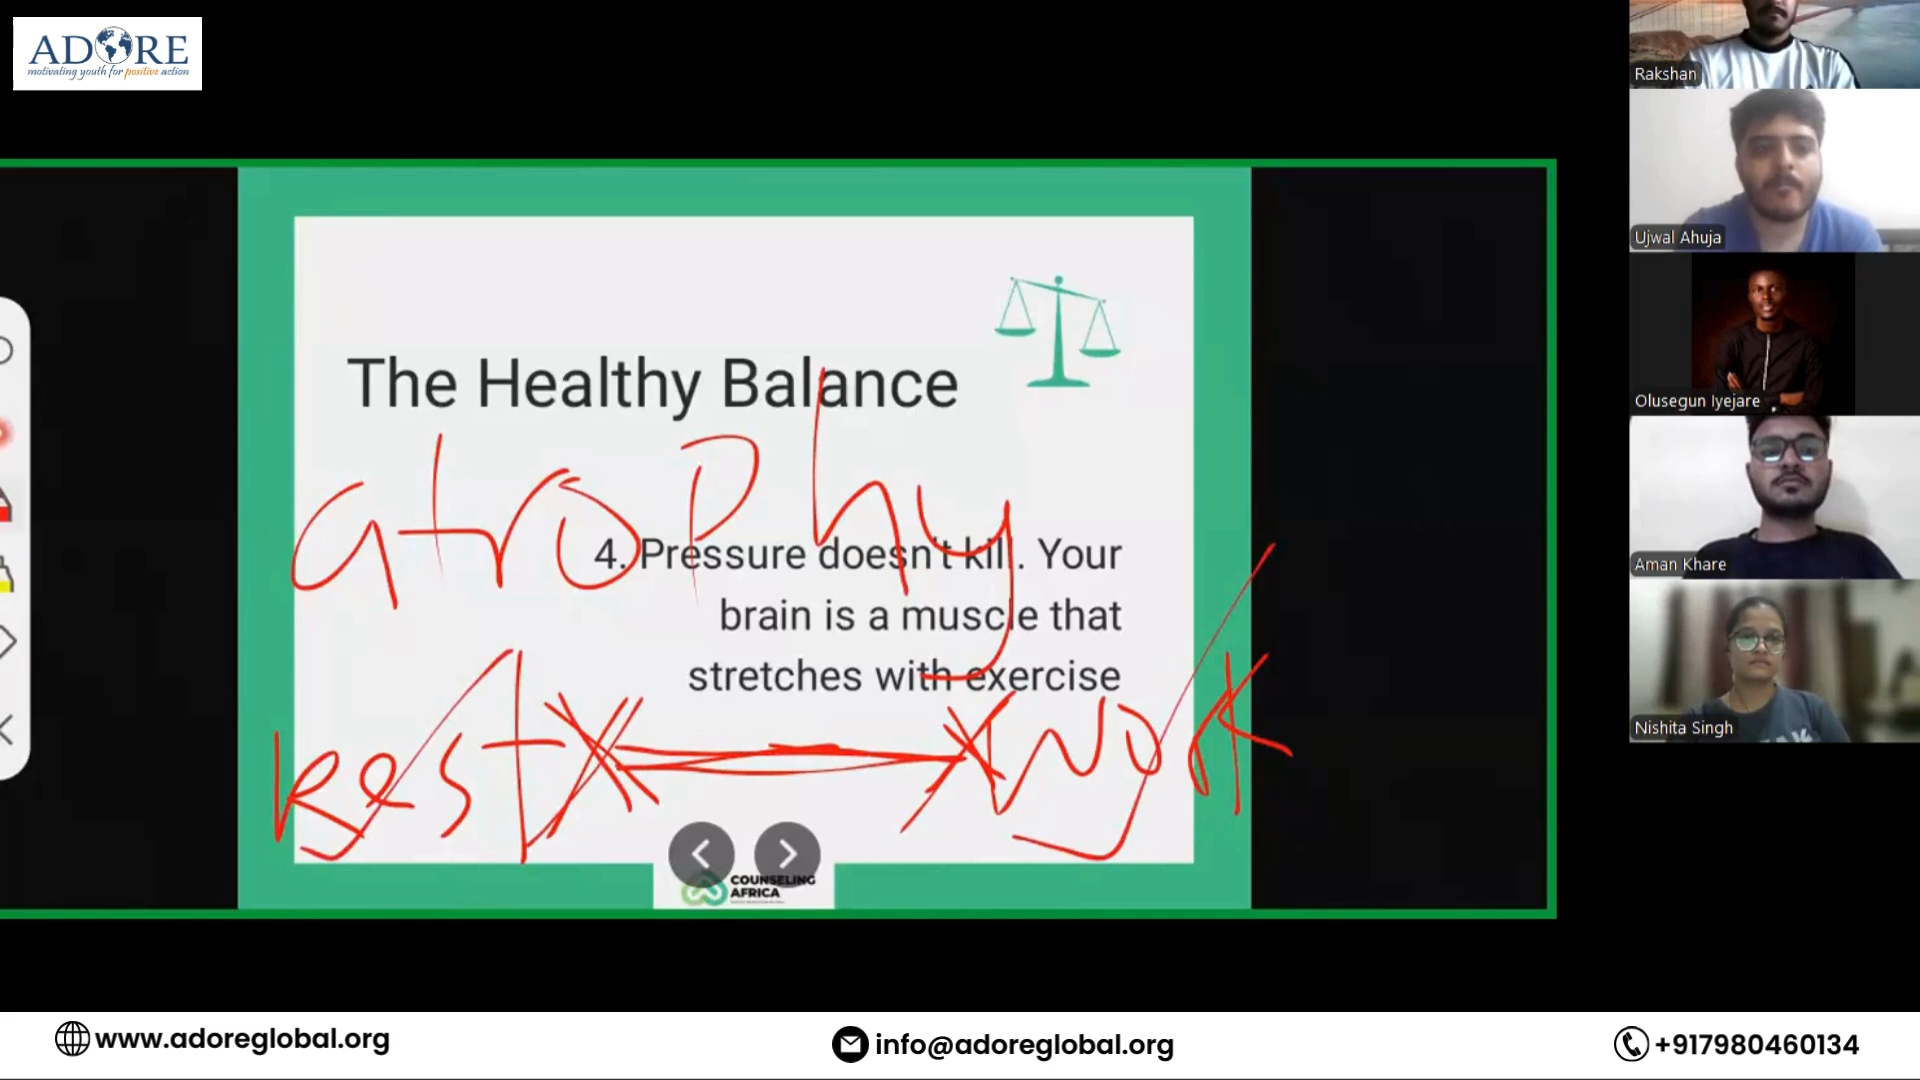 ADORE
motivating youth for positive action
The Healthy Balance
atrophy
4. Pressure doesn't kill. Your
brain is a muscle that
stretches with exercise
Rest Work
COUNSELING
AFRICA
Rakshan
Ujwal Ahuja
Olusegun Iyejare
Aman Khare
Nishita Singh
www.adoreglobal.org
info@adoreglobal.org
+917980460134